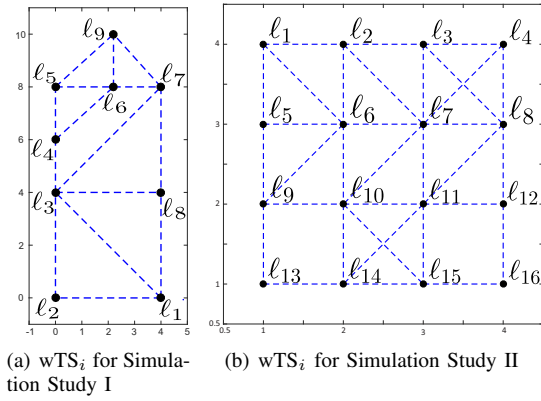 ℓ9
10
ℓ5 ℓ7
8
ℓ6
6
ℓ4
4
ℓ3 ℓ8
2
0
ℓ2 ℓ1
-1 0 1 2 3 4 5
(a) wTSi for Simula-
tion Study I
ℓ1 ℓ2 ℓ3 ℓ4
4
ℓ5 ℓ6 ℓ7 ℓ8
3
ℓ9 ℓ10 ℓ11 ℓ12
2
ℓ13 ℓ14 ℓ15 ℓ16
1
0.5
0.5 1 2 3 4
(b) wTSi for Simulation Study II